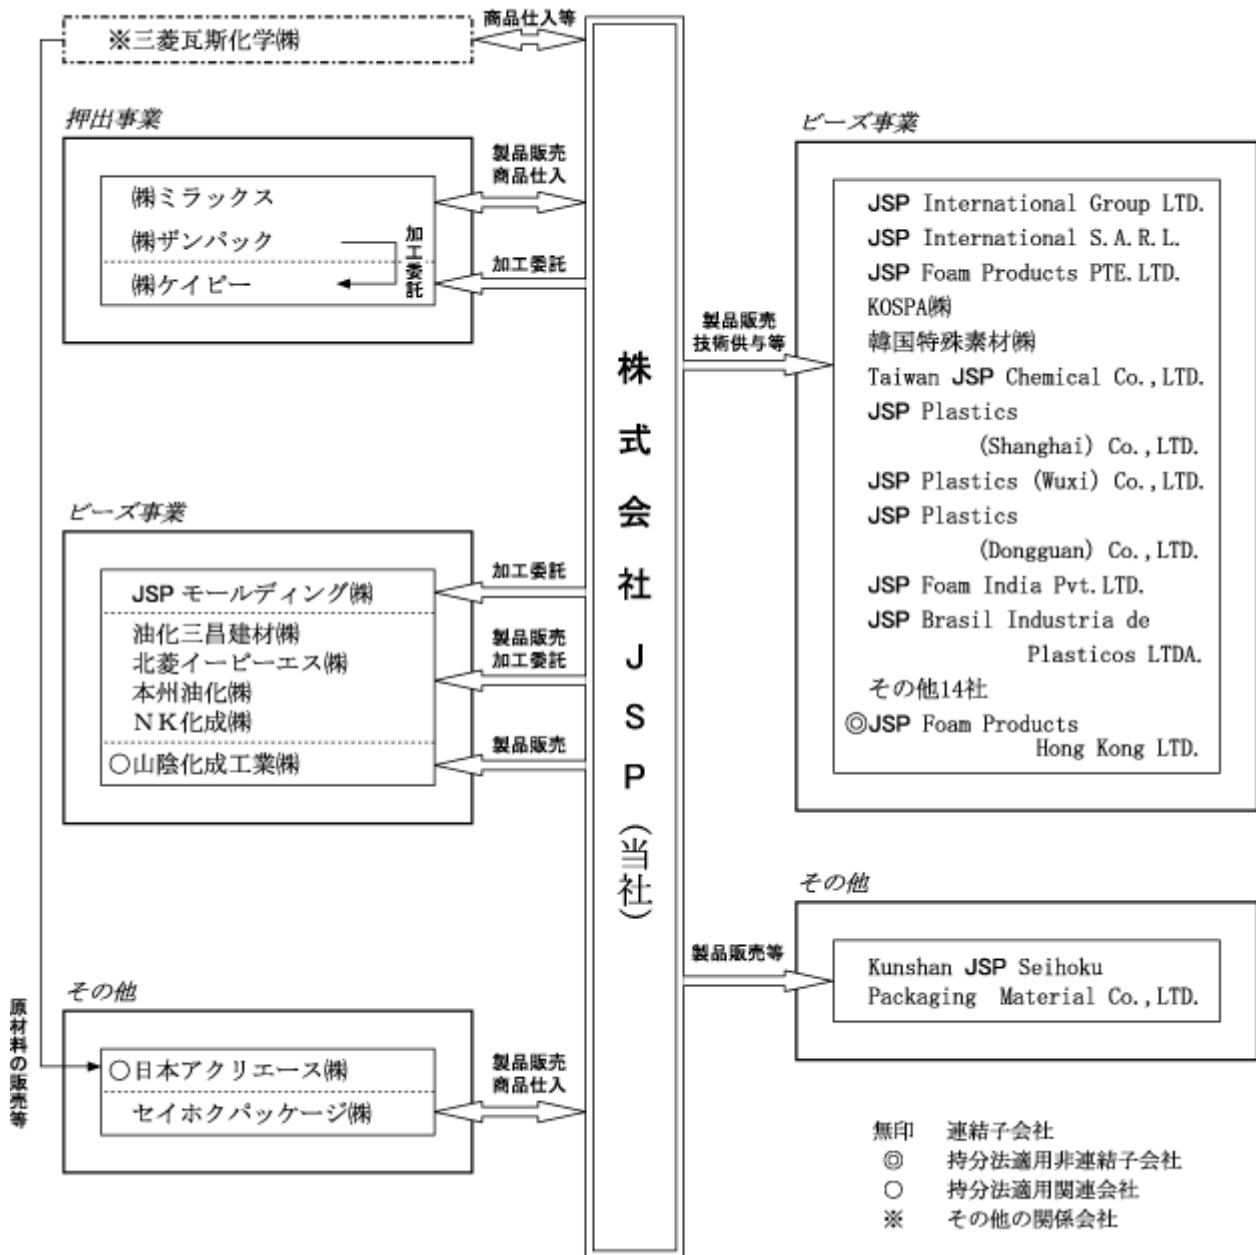 商品仕入等
※三菱瓦斯化学㈱
押出事業
㈱ミラックス
㈱ザンパック
㈱ケイピー
加工委託
製品販売
商品仕入
加工委託
ビーズ事業
JSP モールディング㈱
油化三昌建材㈱
北菱イーピーエス㈱
本州油化㈱
ＮＫ化成㈱
○山陰化成工業㈱
加工委託
製品販売
加工委託
製品販売
その他
○日本アクリエース㈱
セイホクパッケージ㈱
製品販売
商品仕入
原材料の販売等
株式会社ＪＳＰ（当社）
製品販売
技術供与等
ビーズ事業
JSP International Group LTD.
JSP International S.A.R.L.
JSP Foam Products PTE.LTD.
KOSPA㈱
韓国特殊素材㈱
Taiwan JSP Chemical Co.,LTD.
JSP Plastics
(Shanghai) Co.,LTD.
JSP Plastics (Wuxi) Co.,LTD.
JSP Plastics
(Dongguan) Co.,LTD.
JSP Foam India Pvt.LTD.
JSP Brasil Industria de
Plasticos LTDA.
その他14社
◎JSP Foam Products
Hong Kong LTD.
製品販売等
その他
Kunshan JSP Seihoku
Packaging Material Co.,LTD.
無印 連結子会社
◎ 持分法適用非連結子会社
○ 持分法適用関連会社
※ その他の関係会社